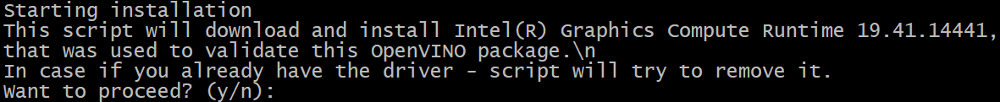 Starting installation
This script will download and install Intel(R) Graphics Compute Runtime 19.41.14441,
that was used to validate this OpenVINO package.\n
In case if you already have the driver - script will try to remove it.
Want to proceed? (y/n):